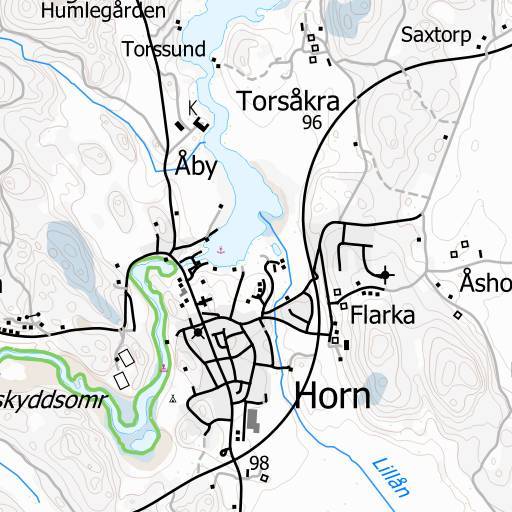 Humlegården
Torssund
Saxtorp
K
Torsåkra
96
Åby
Åsho
Flarka
Horn
skyddsomr
98
Lillån